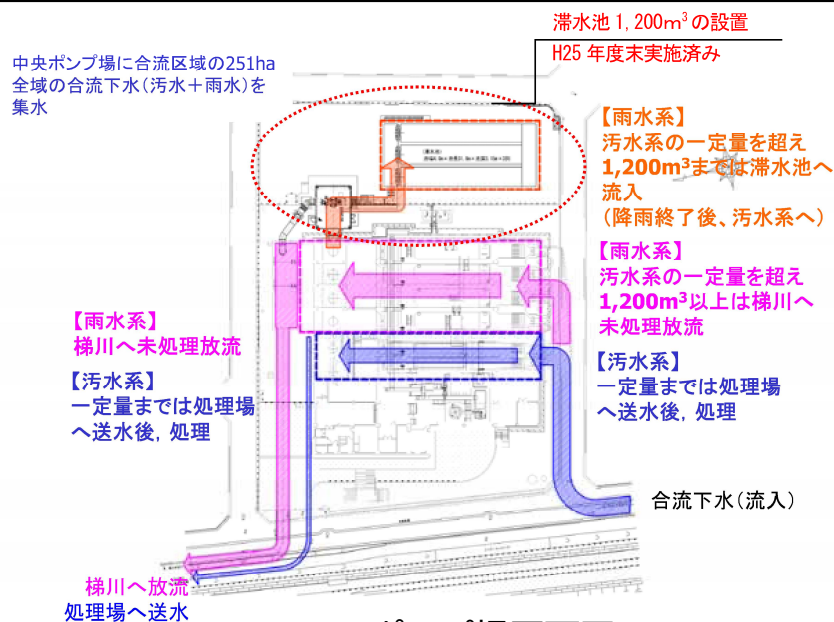 滞水池1,200m³の設置
H25年度末実施済み
中央ポンプ場に合流区域の251ha
全域の合流下水(汚水+雨水)を
集水
【雨水系】
汚水系の一定量を超え
1,200m³までは滞水池へ
流入
(降雨終了後、汚水系へ)
【雨水系】
汚水系の一定量を超え
1,200m³以上は梯川へ
未処理放流
【雨水系】
梯川へ未処理放流
【汚水系】
一定量までは処理場
へ送水後，処理
【汚水系】
一定量までは処理場
へ送水後，処理
合流下水(流入)
梯川へ放流
処理場へ送水